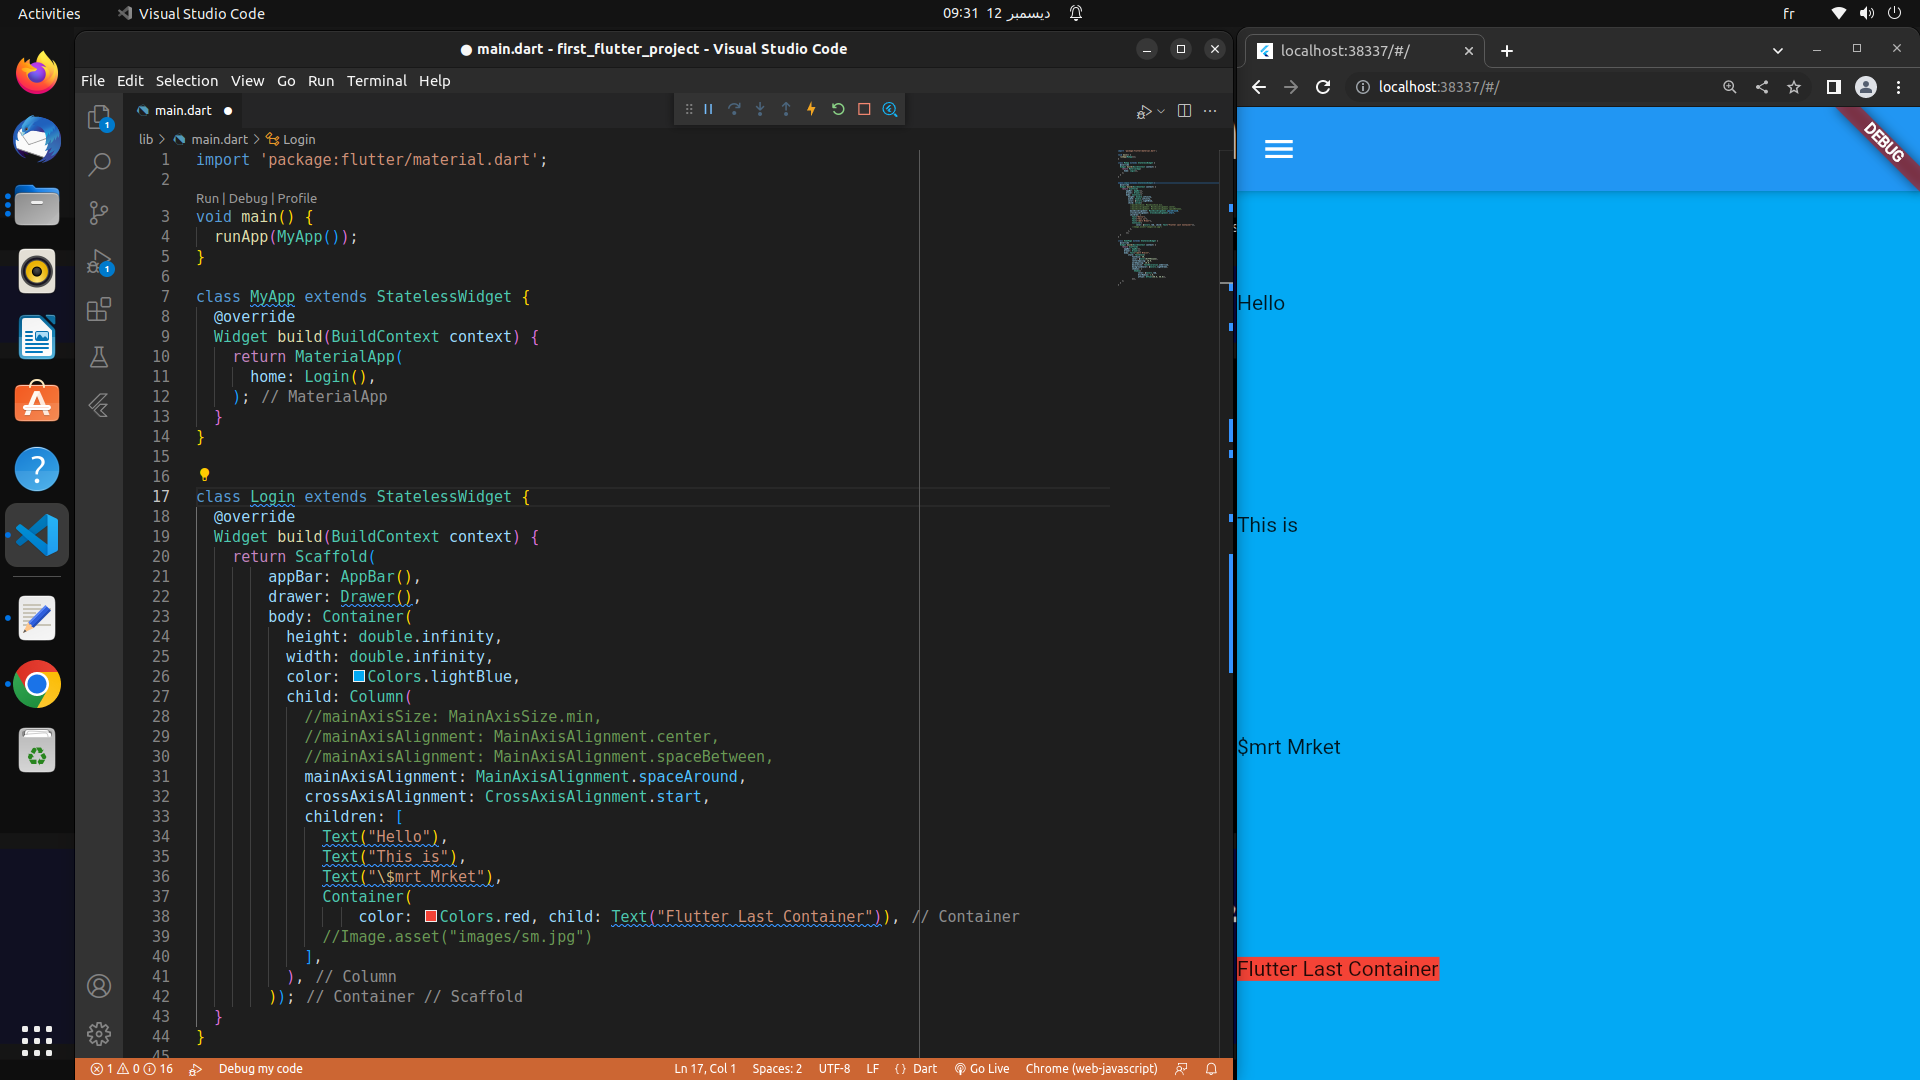 Activities
Visual Studio Code
09:31 12 ديسمبر
fr
● main.dart - first_flutter_project - Visual Studio Code
File Edit Selection View Go Run Terminal Help
main.dart ●
lib > main.dart > Login
1 import 'package:flutter/material.dart';
2
Run | Debug | Profile
3 void main() {
4 runApp(MyApp());
5 }
6
7 class MyApp extends StatelessWidget {
8 @override
9 Widget build(BuildContext context) {
10 return MaterialApp(
11 home: Login(),
12 ); // MaterialApp
13 }
14 }
15
16
17 class Login extends StatelessWidget {
18 @override
19 Widget build(BuildContext context) {
20 return Scaffold(
21 appBar: AppBar(),
22 drawer: Drawer(),
23 body: Container(
24 height: double.infinity,
25 width: double.infinity,
26 color: Colors.lightBlue,
27 child: Column(
28 //mainAxisSize: MainAxisSize.min,
29 //mainAxisAlignment: MainAxisAlignment.center,
30 //mainAxisAlignment: MainAxisAlignment.spaceBetween,
31 mainAxisAlignment: MainAxisAlignment.spaceAround,
32 crossAxisAlignment: CrossAxisAlignment.start,
33 children: [
34 Text("Hello"),
35 Text("This is"),
36 Text("\$mrt Mrket"),
37 Container(
38 color: Colors.red, child: Text("Flutter Last Container")), // Container
39 //Image.asset("images/sm.jpg")
40 ],
41 ), // Column
42 )); // Container // Scaffold
43 }
44 }
45
1
1
1 0 16 Debug my code
Ln 17, Col 1 Spaces: 2 UTF-8 LF {} Dart Go Live Chrome (web-javascript)
localhost:38337/#/
localhost:38337/#/
DEBUG
Hello
This is
$mrt Mrket
Flutter Last Container